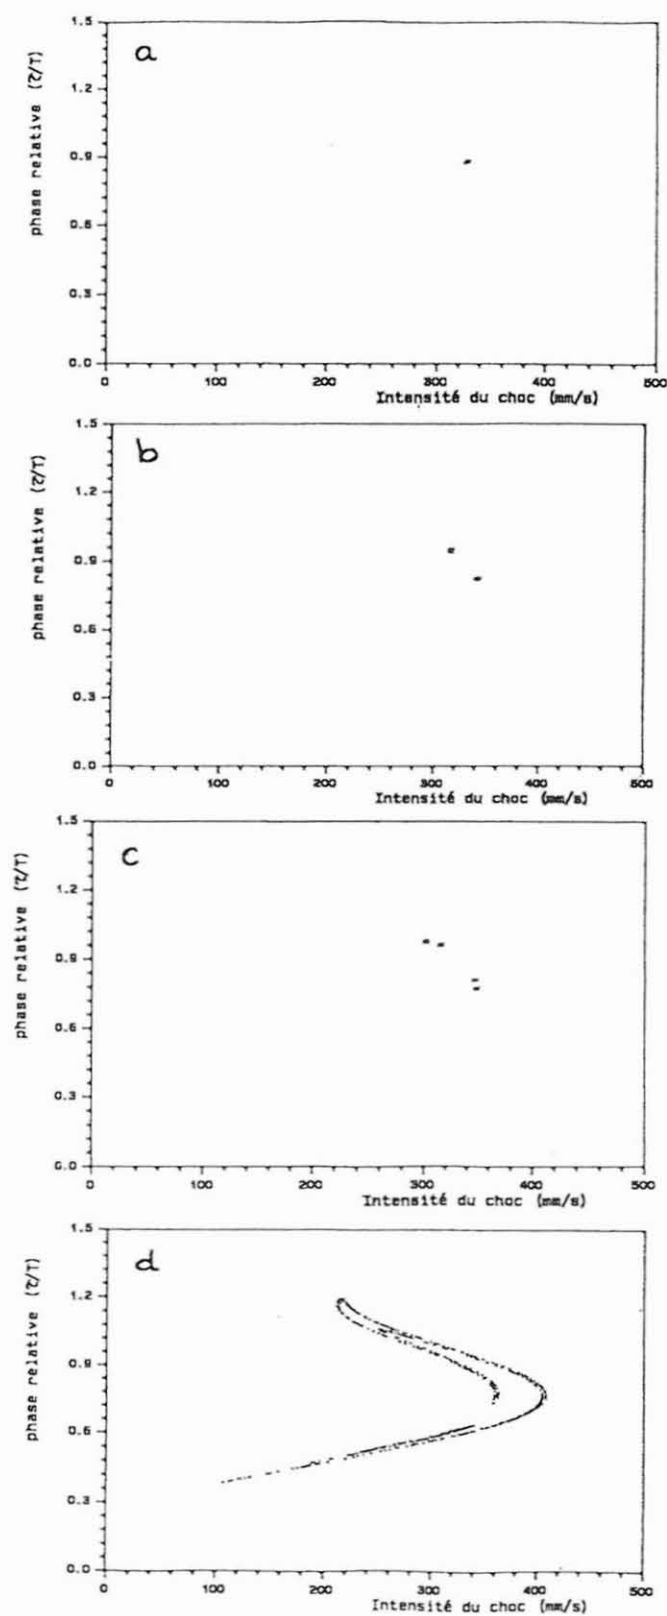 a
phase relative (τ/T)
1.5
1.2
0.9
0.6
0.3
0.0
0 100 200 300 400 500
Intensité du choc (mm/s)
b
phase relative (τ/T)
1.5
1.2
0.9
0.6
0.3
0.0
0 100 200 300 400 500
Intensité du choc (mm/s)
c
phase relative (τ/T)
1.5
1.2
0.9
0.6
0.3
0.0
0 100 200 300 400 500
Intensité du choc (mm/s)
d
phase relative (τ/T)
1.5
1.2
0.9
0.6
0.3
0.0
0 100 200 300 400 500
Intensité du choc (mm/s)